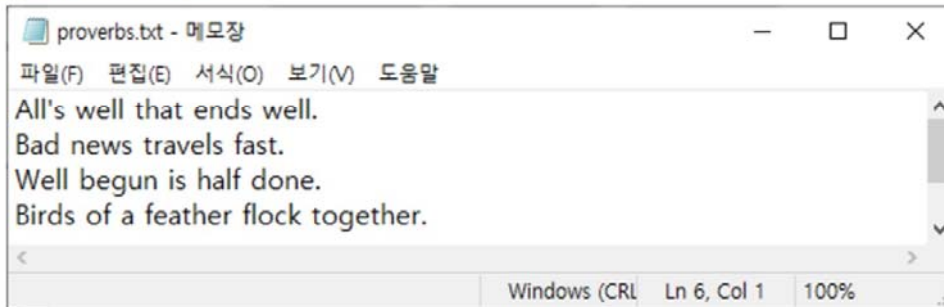 proverbs.txt - 메모장
파일(F) 편집(E) 서식(O) 보기(V) 도움말
All's well that ends well.
Bad news travels fast.
Well begun is half done.
Birds of a feather flock together.
Windows (CRL Ln 6, Col 1 100%